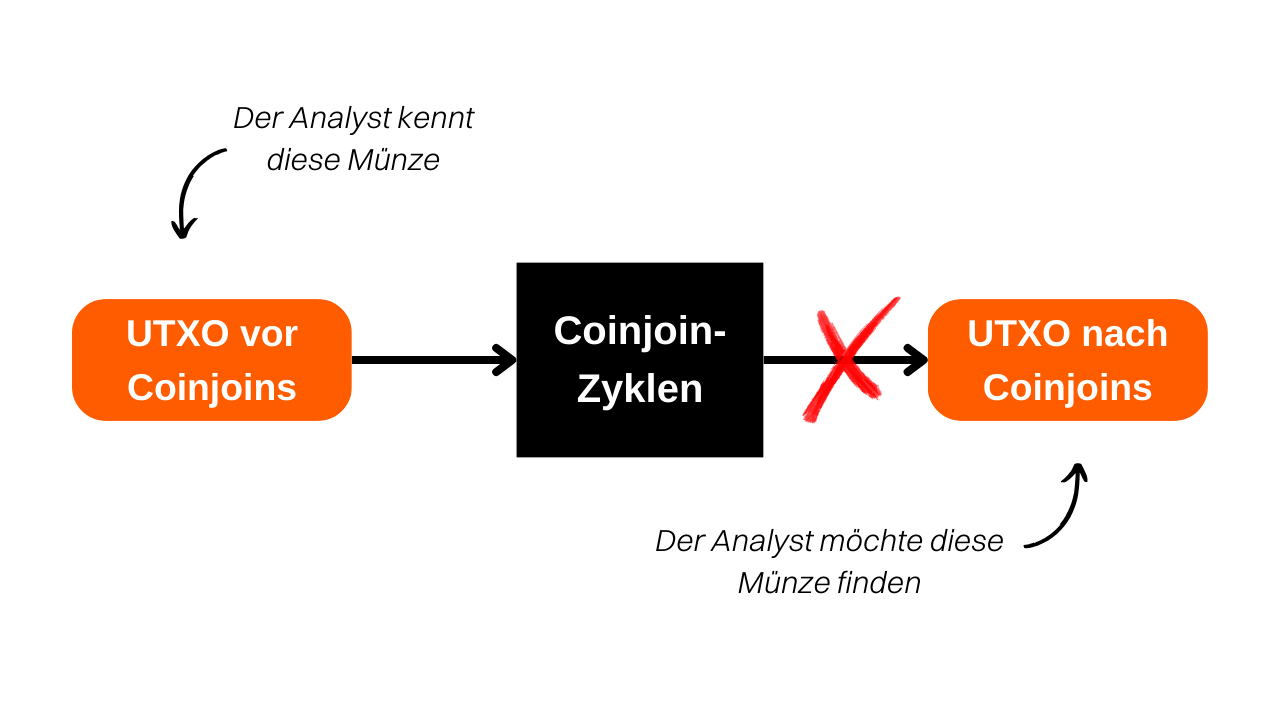 Der Analyst kennt
diese Münze
UTXO vor
Coinjoins
Coinjoin-
Zyklen
UTXO nach
Coinjoins
Der Analyst möchte diese
Münze finden